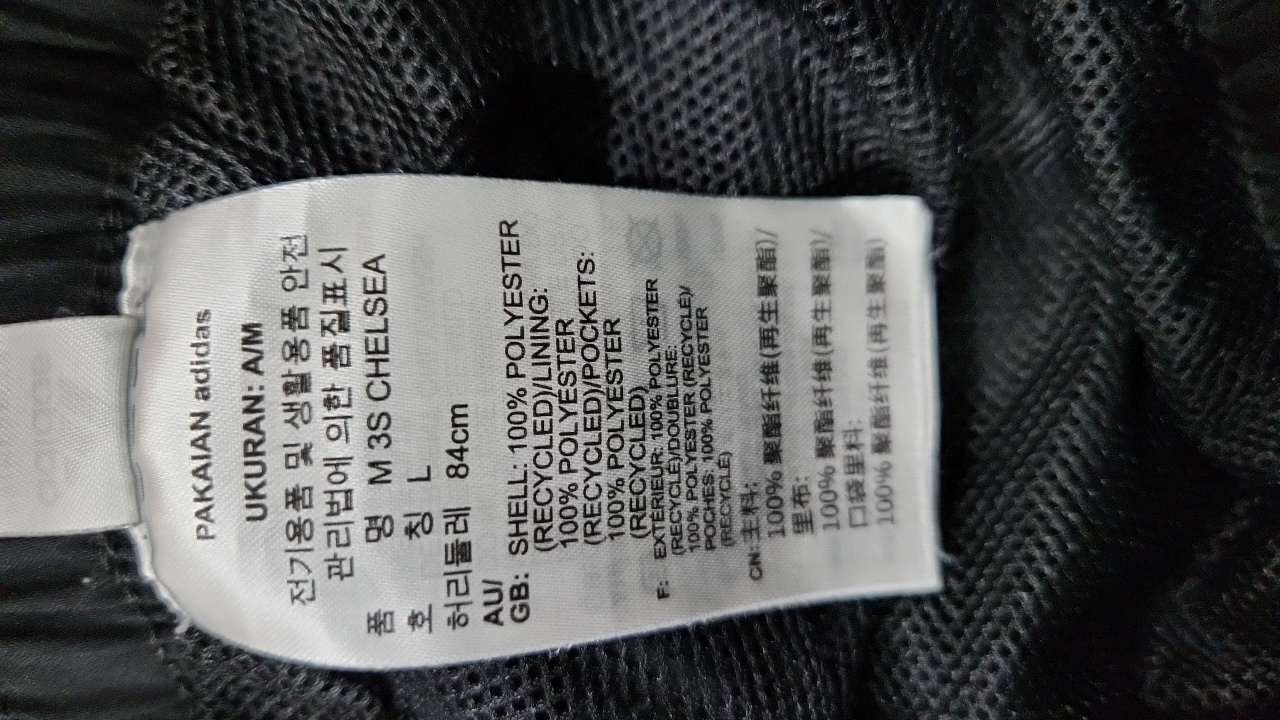 PAKAIAN adidas
UKURAN: A/M
전기용품 및 생활용품 안전
관리법에 의한 품질표시
품 명 M 3S CHELSEA
호 칭 L
허리둘레 84cm
AU/
GB: SHELL: 100% POLYESTER
(RECYCLED)/LINING:
100% POLYESTER
(RECYCLED)/POCKETS:
100% POLYESTER
(RECYCLED)
F: EXTÉRIEUR: 100% POLYESTER
(RECYCLÉ)/DOUBLURE:
100% POLYESTER (RECYCLÉ)/
POCHES: 100% POLYESTER
(RECYCLÉ)
CN: 主料:
100% 聚酯纤维(再生聚酯)/
里布:
100% 聚酯纤维(再生聚酯)/
口袋里料:
100% 聚酯纤维(再生聚酯)